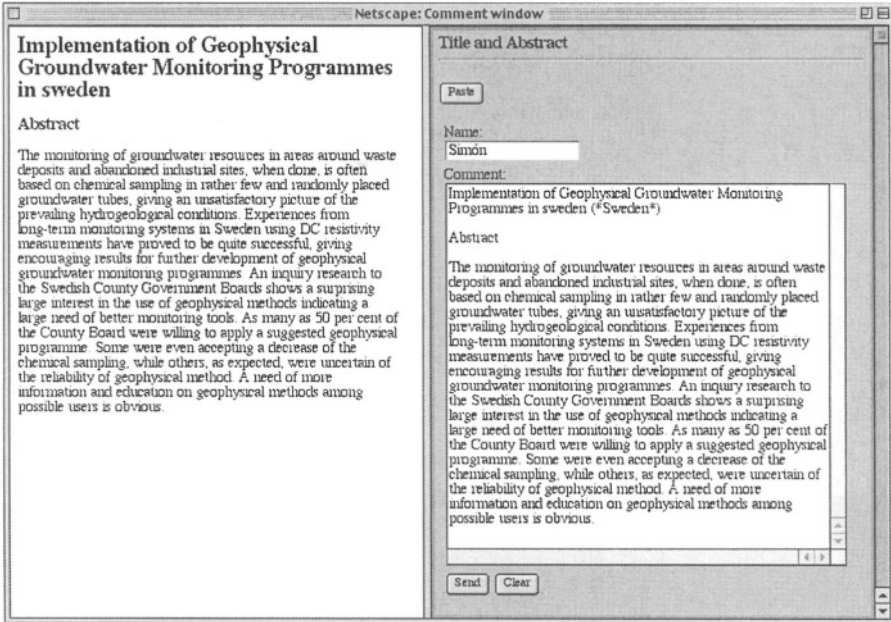 Netscape: Comment window
Implementation of Geophysical
Groundwater Monitoring Programmes
in sweden
Abstract
The monitoring of groundwater resources in areas around waste
deposits and abandoned industrial sites, when done, is often
based on chemical sampling in rather few and randomly placed
groundwater tubes, giving an unsatisfactory picture of the
prevailing hydrogeological conditions. Experiences from
long-term monitoring systems in Sweden using DC resistivity
measurements have proved to be quite successful, giving
encouraging results for further development of geophysical
groundwater monitoring programmes. An inquiry research to
the Swedish County Government Boards shows a surprising
large interest in the use of geophysical methods indicating a
large need of better monitoring tools. As many as 50 per cent of
the County Board were willing to apply a suggested geophysical
programme. Some were even accepting a decrease of the
chemical sampling, while others, as expected, were uncertain of
the reliability of geophysical method. A need of more
information and education on geophysical methods among
possible users is obvious.
Title and Abstract
Paste
Name:
Simón
Comment:
Implementation of Geophysical Groundwater Monitoring
Programmes in sweden (*Sweden*)
Abstract
The monitoring of groundwater resources in areas around waste
deposits and abandoned industrial sites, when done, is often
based on chemical sampling in rather few and randomly placed
groundwater tubes, giving an unsatisfactory picture of the
prevailing hydrogeological conditions. Experiences from
long-term monitoring systems in Sweden using DC resistivity
measurements have proved to be quite successful, giving
encouraging results for further development of geophysical
groundwater monitoring programmes. An inquiry research to
the Swedish County Government Boards shows a surprising
large interest in the use of geophysical methods indicating a
large need of better monitoring tools. As many as 50 per cent of
the County Board were willing to apply a suggested geophysical
programme. Some were even accepting a decrease of the
chemical sampling, while others, as expected, were uncertain of
the reliability of geophysical method. A need of more
information and education on geophysical methods among
possible users is obvious.
Send Clear